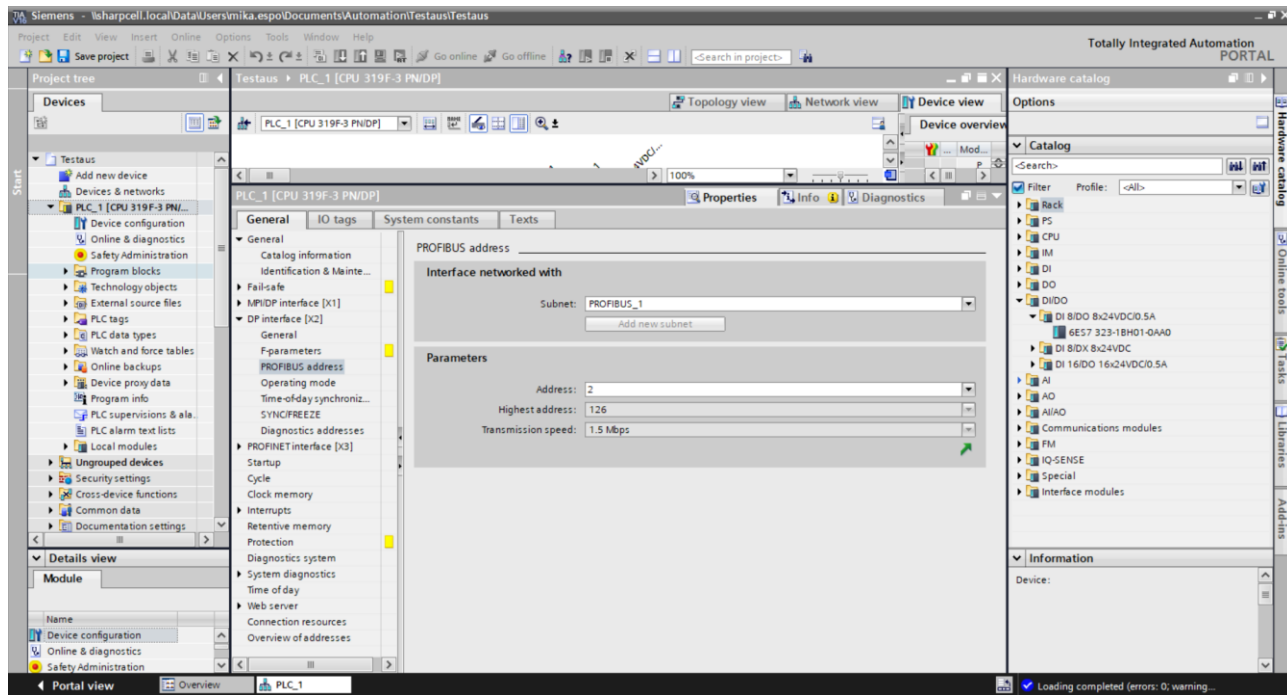 Siemens - \\sharpcell.local\Data\Users\mika.espo\Documents\Automation\Testaus\Testaus
Project Edit View Insert Online Options Tools Window Help
Totally Integrated Automation
PORTAL
Save project
Go online
Go offline
<Search in project>
Project tree
Devices
Start
Testaus
Add new device
Devices & networks
PLC_1 [CPU 319F-3 PN/...
Device configuration
Online & diagnostics
Safety Administration
Program blocks
Technology objects
External source files
PLC tags
PLC data types
Watch and force tables
Online backups
Device proxy data
Program info
PLC supervisions & ala..
PLC alarm text lists
Local modules
Ungrouped devices
Security settings
Cross-device functions
Common data
Documentation settings
Details view
Module
Name
Device configuration
Online & diagnostics
Safety Administration
Testaus PLC_1 [CPU 319F-3 PN/DP]
Topology view
Network view
Device view
PLC_1 [CPU 319F-3 PN/DP]
Device overview
... Mod...
100%
PLC_1 [CPU 319F-3 PN/DP]
Properties
Info
Diagnostics
General
IO tags
System constants
Texts
General
Catalog information
Identification & Mainte...
Fail-safe
MPI/DP interface [X1]
DP interface [X2]
General
F-parameters
PROFIBUS address
Operating mode
Time-of-day synchroniz...
SYNC/FREEZE
Diagnostics addresses
PROFINET interface [X3]
Startup
Cycle
Clock memory
Interrupts
Retentive memory
Protection
Diagnostics system
System diagnostics
Time of day
Web server
Connection resources
Overview of addresses
PROFIBUS address
Interface networked with
Subnet: PROFIBUS_1
Add new subnet
Parameters
Address: 2
Highest address: 126
Transmission speed: 1.5 Mbps
Hardware catalog
Options
Catalog
<Search>
Filter Profile: <All>
Rack
PS
CPU
IM
DI
DO
DI/DO
DI 8/DO 8x24VDC/0.5A
6ES7 323-1BH01-0AA0
DI 8/DX 8x24VDC
DI 16/DO 16x24VDC/0.5A
AI
AO
AI/AO
Communications modules
FM
IQ-SENSE
Special
Interface modules
Information
Device:
Hardware catalog
Online tools
Tasks
Libraries
Add-ins
Portal view
Overview
PLC_1
Loading completed (errors: 0; warning...